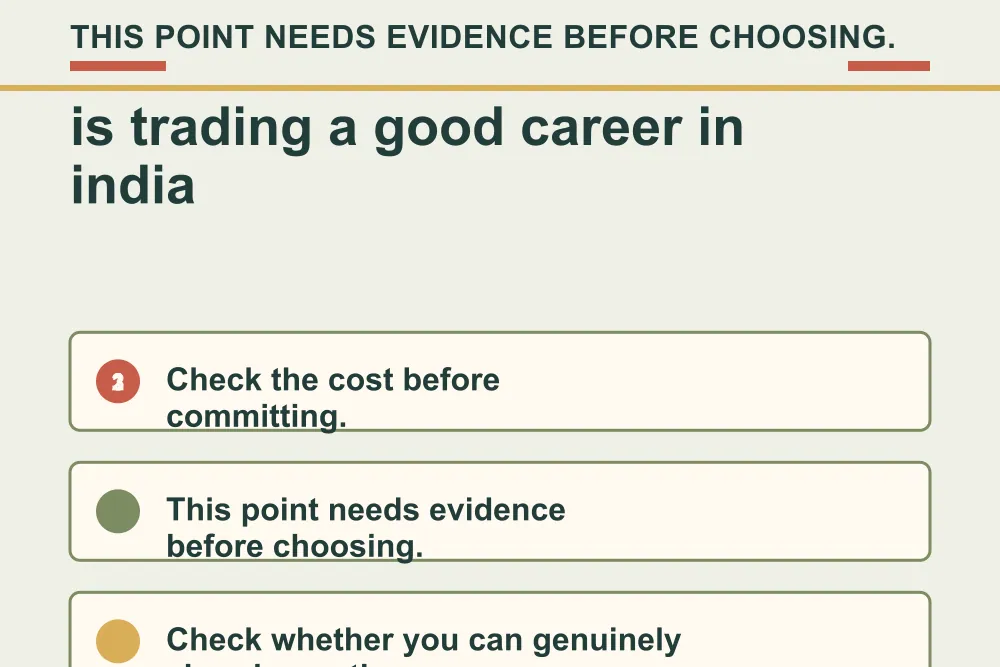 THIS POINT NEEDS EVIDENCE BEFORE CHOOSING.
is trading a good career in
india
Check the cost before
committing.
This point needs evidence
before choosing.
Check whether you can genuinely